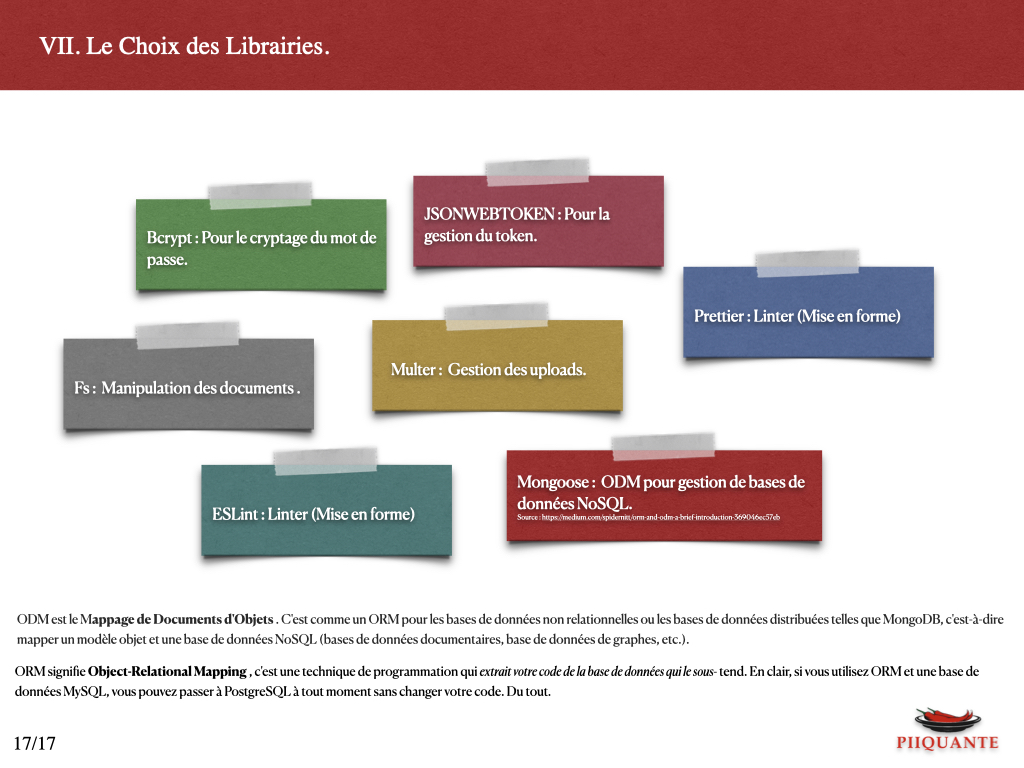 VII. Le Choix des Librairies.
Bcrypt : Pour le cryptage du mot de
passe.
JSONWEBTOKEN : Pour la
gestion du token.
Prettier : Linter (Mise en forme)
Fs : Manipulation des documents .
Multer : Gestion des uploads.
ESLint : Linter (Mise en forme)
Mongoose : ODM pour gestion de bases de
données NoSQL.
Source : https://medium.com/spidernitt/orm-and-odm-a-brief-introduction-369046ec57eb
ODM est le Mappage de Documents d'Objets . C'est comme un ORM pour les bases de données non relationnelles ou les bases de données distribuées telles que MongoDB, c'est-à-dire
mapper un modèle objet et une base de données NoSQL (bases de données documentaires, base de données de graphes, etc.).
ORM signifie Object-Relational Mapping , c'est une technique de programmation qui extrait votre code de la base de données qui le sous- tend. En clair, si vous utilisez ORM et une base de
données MySQL, vous pouvez passer à PostgreSQL à tout moment sans changer votre code. Du tout.
17/17
PIIQUANTE